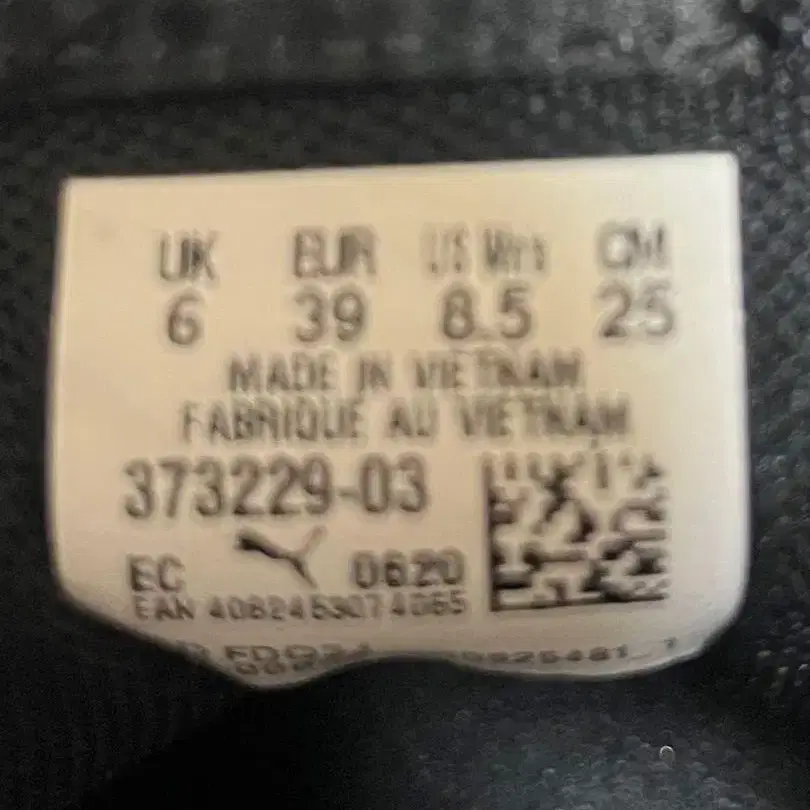 UK EUR US Wn's CM
6 39 8.5 25
MADE IN VIETNAM
FABRIQUE AU VIETNAM
373229-03
EC 0620
EAN 4062453074065